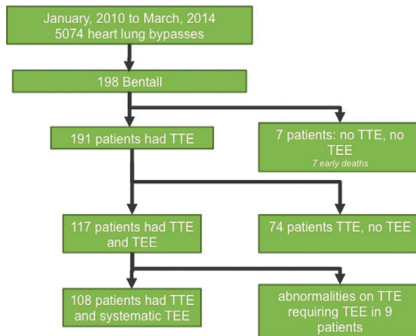 January, 2010 to March, 2014
5074 heart lung bypasses
198 Bentall
191 patients had TTE
7 patients: no TTE, no
TEE
7 early deaths
117 patients had TTE
and TEE
74 patients TTE, no TEE
108 patients had TTE
and systematic TEE
abnormalities on TTE
requiring TEE in 9
patients